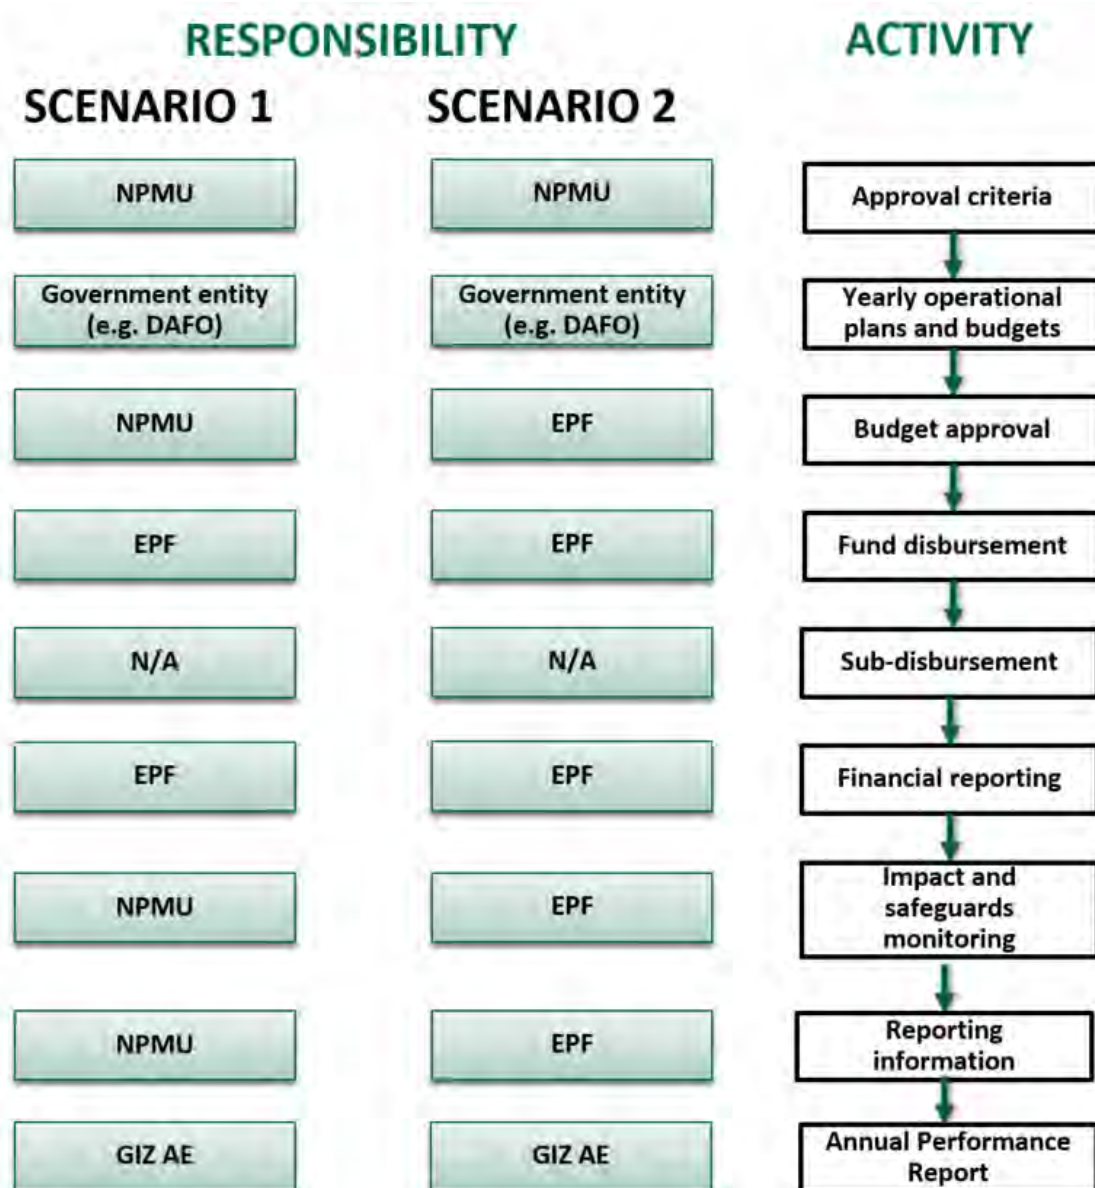 RESPONSIBILITY
ACTIVITY
SCENARIO 1
SCENARIO 2
NPMU
NPMU
Approval criteria
Government entity
(e.g. DAFO)
Government entity
(e.g. DAFO)
Yearly operational
plans and budgets
NPMU
EPF
Budget approval
EPF
EPF
Fund disbursement
N/A
N/A
Sub-disbursement
EPF
EPF
Financial reporting
NPMU
EPF
Impact and
safeguards
monitoring
NPMU
EPF
Reporting
information
GIZ AE
GIZ AE
Annual Performance
Report